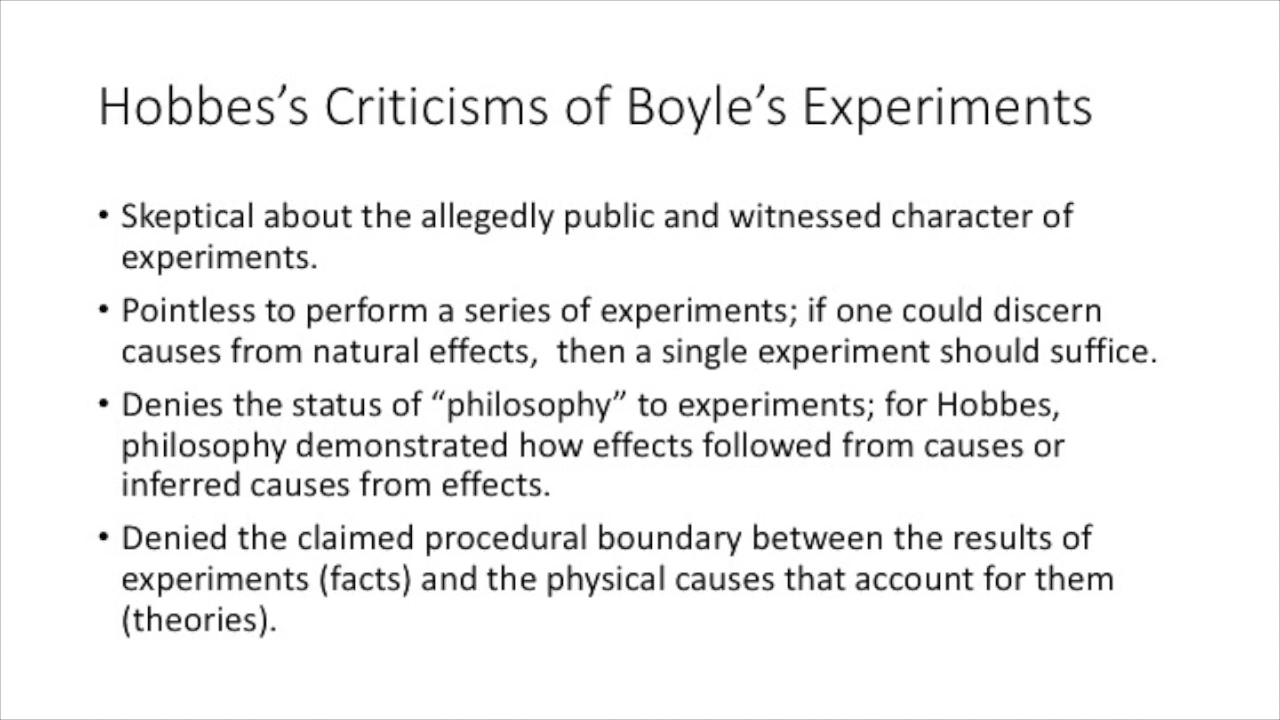 Hobbes’s Criticisms of Boyle’s Experiments
• Skeptical about the allegedly public and witnessed character of
experiments.
• Pointless to perform a series of experiments; if one could discern
causes from natural effects,  then a single experiment should suffice.
• Denies the status of “philosophy” to experiments; for Hobbes,
philosophy demonstrated how effects followed from causes or
inferred causes from effects.
• Denied the claimed procedural boundary between the results of
experiments (facts) and the physical causes that account for them
(theories).